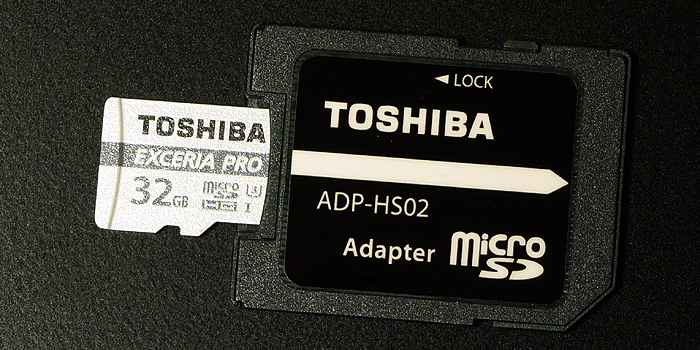 TOSHIBA
EXCERIA PRO
32GB
micro SD
U3
HC I
◄ LOCK
TOSHIBA
ADP-HS02
Adapter
micro SD